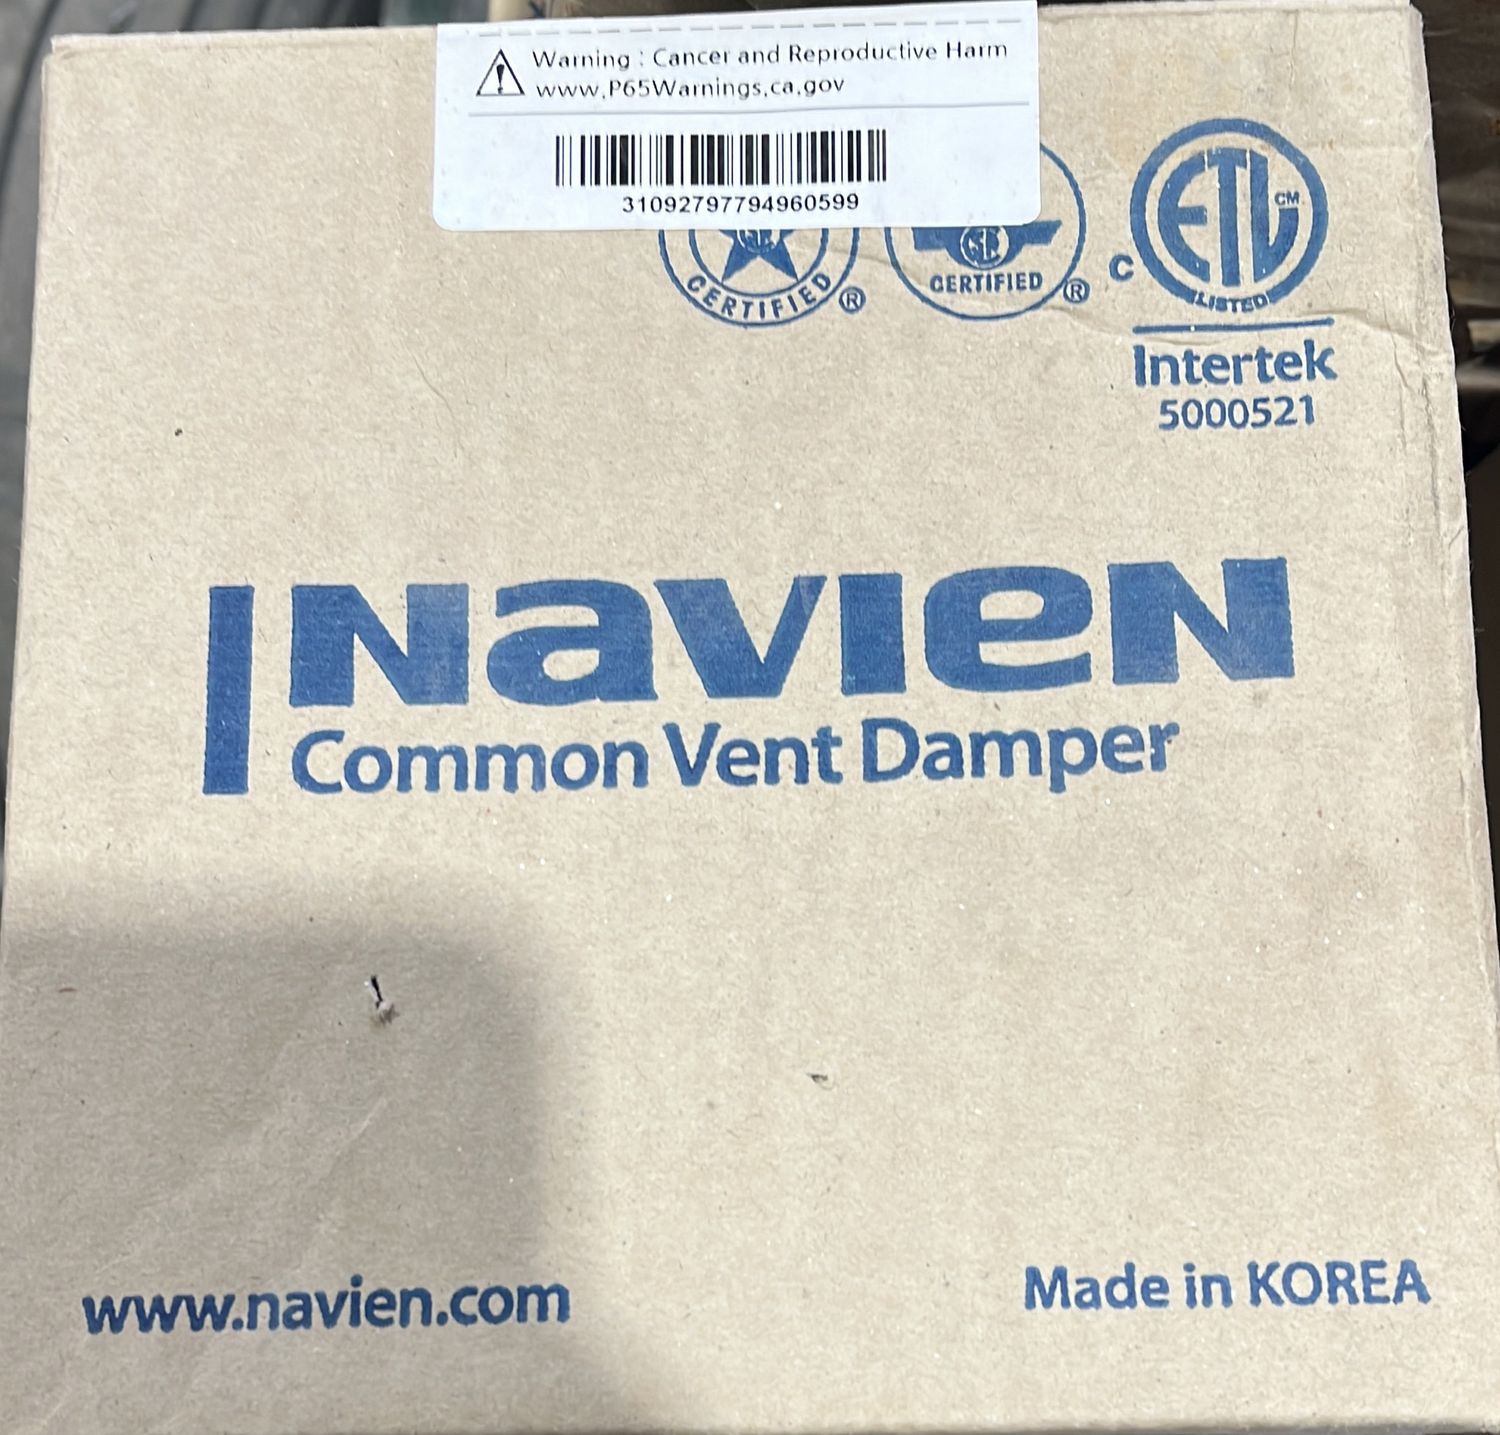 Warning : Cancer and Reproductive Harm
www.P65Warnings.ca.gov
31092797794960599
CERTIFIED ®
CERTIFIED ®
C ETL CM
LISTED
Intertek
5000521
Navien
Common Vent Damper
www.navien.com
Made in KOREA